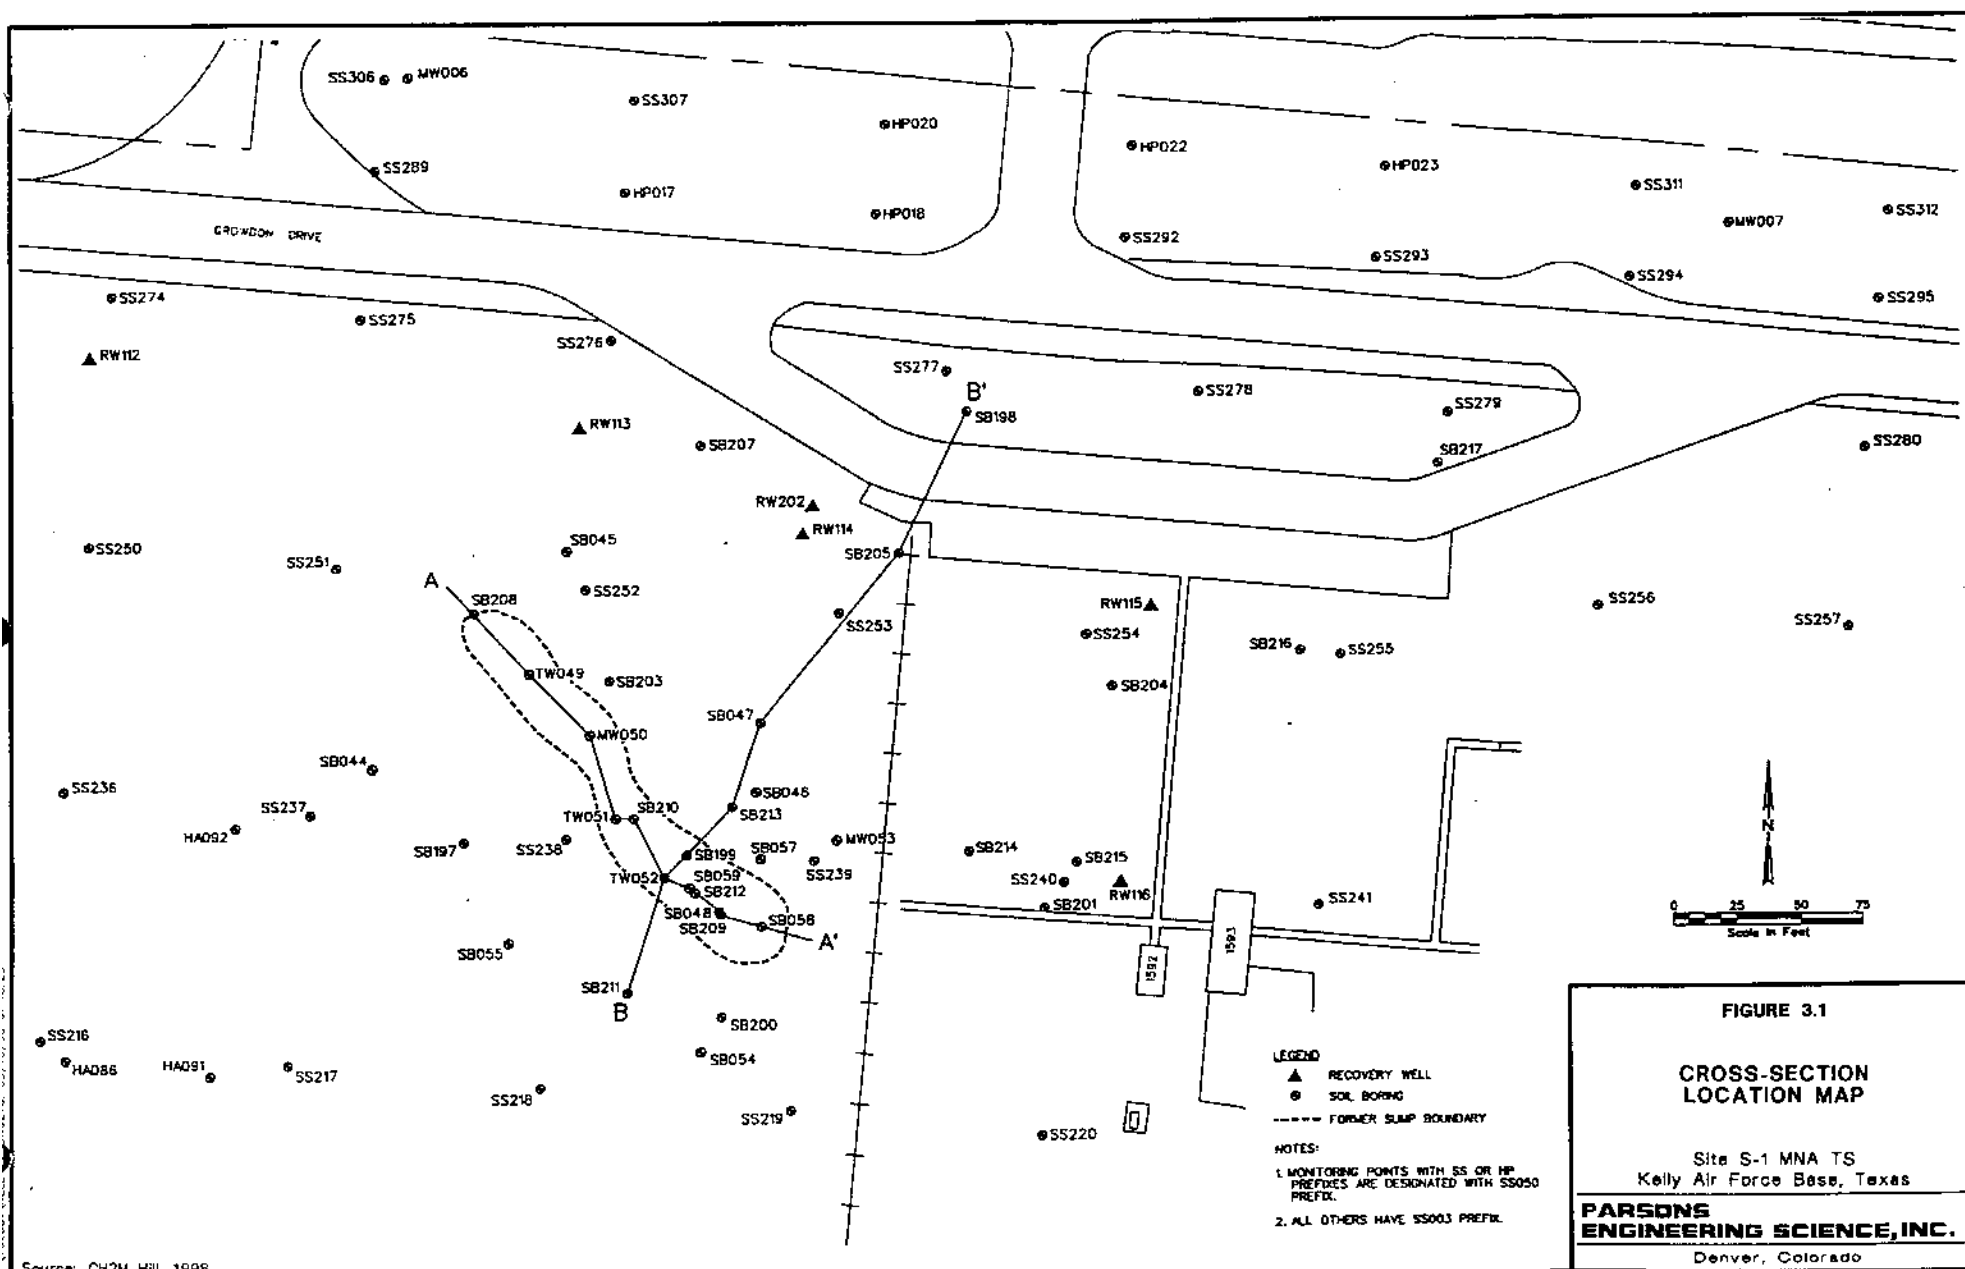 SS306
MW006
SS307
HP020
HP022
HP023
SS289
HP017
HP018
SS311
SS312
MW007
GROWDON DRIVE
SS292
SS293
SS294
SS295
SS274
SS275
SS276
RW112
SS277
B'
SB198
SS278
SS279
RW113
SB207
SB217
SS280
RW202
RW114
SS250
SS251
SB045
SB205
SS252
A
SB208
SS253
RW115
SS254
SS256
SS257
SB216
SS255
TW049
SB203
SB204
SB047
MW050
SB044
SS236
SS237
HA092
SB046
SB213
TW051
SB210
SB197
SS238
MW053
SB199
SB057
SS239
SB214
SB215
SS240
RW116
TW052
SB059
SB212
SB048
SB209
SB058
SB201
SS241
A'
SB055
1593
1592
SB211
B
SB200
SB054
SS216
HA086
HA091
SS217
SS218
SS219
SS220
N
0 25 50 75
Scale in Feet
LEGEND
RECOVERY WELL
SOIL BORING
FORMER SUMP BOUNDARY
NOTES:
1. MONITORING POINTS WITH SS OR HP
PREFIXES ARE DESIGNATED WITH SS050
PREFIX.
2. ALL OTHERS HAVE SS003 PREFIX.
FIGURE 3.1
CROSS-SECTION
LOCATION MAP
Site S-1 MNA TS
Kelly Air Force Base, Texas
PARSONS
ENGINEERING SCIENCE, INC.
Denver, Colorado
Source: CH2M Hill, 1998